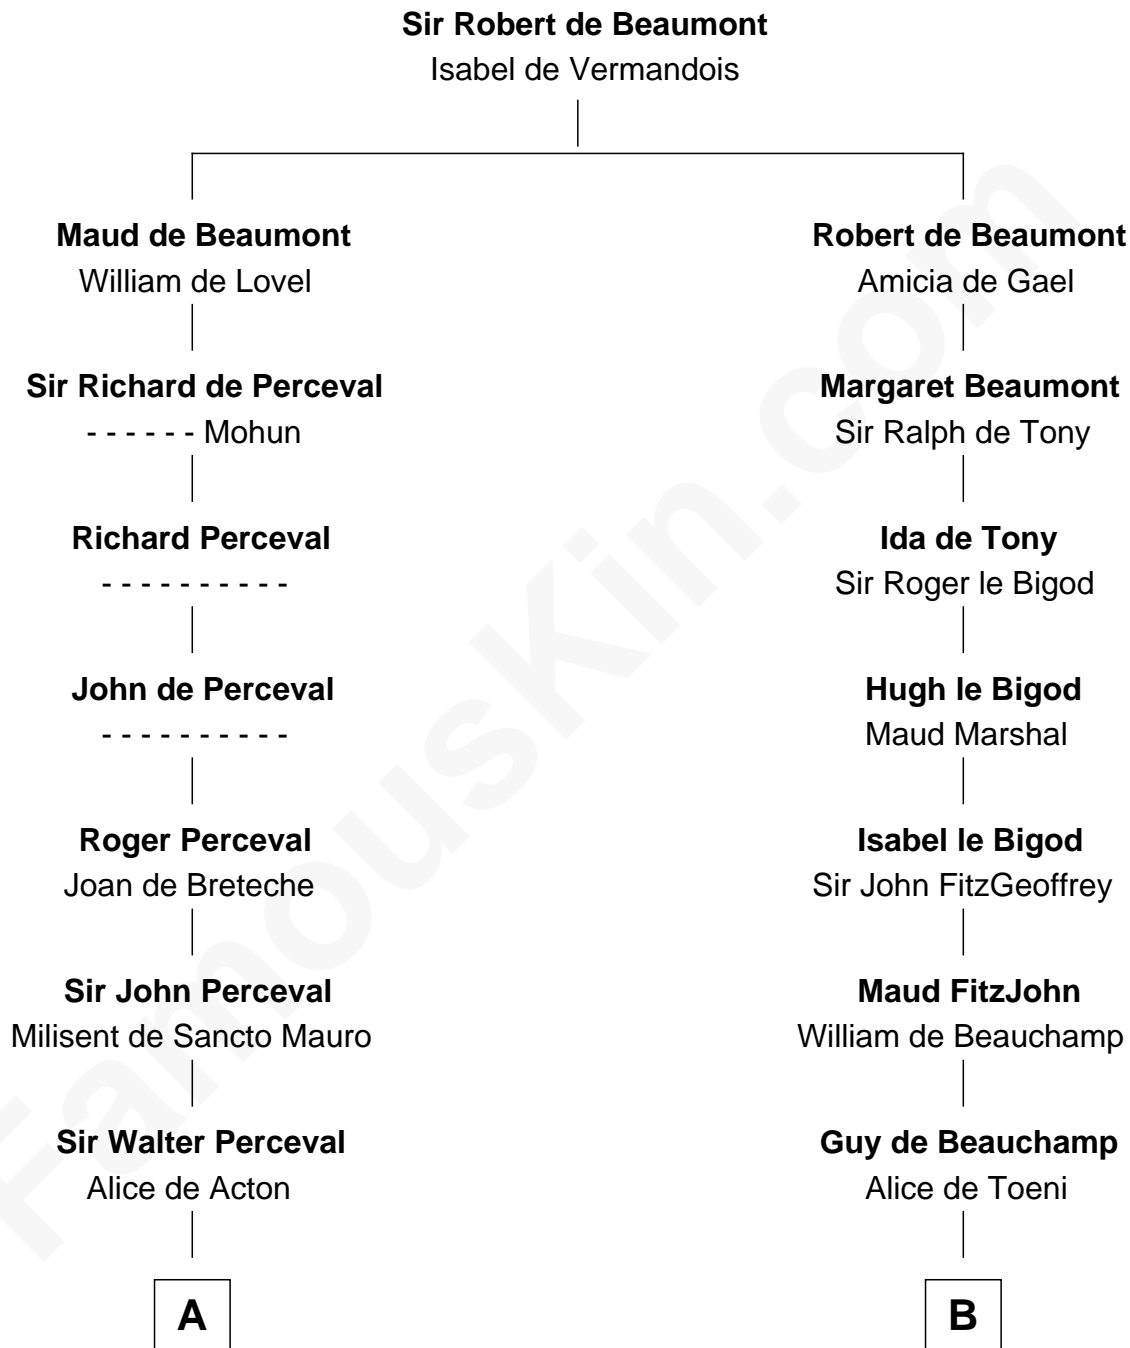 Sir Robert de Beaumont
Isabel de Vermandois
Maud de Beaumont
William de Lovel
Robert de Beaumont
Amicia de Gael
Sir Richard de Perceval
- - - - - - Mohun
Margaret Beaumont
Sir Ralph de Tony
Richard Perceval
- - - - - - - - - -
Ida de Tony
Sir Roger le Bigod
John de Perceval
- - - - - - - - - -
Hugh le Bigod
Maud Marshal
Roger Perceval
Joan de Breteche
Isabel le Bigod
Sir John FitzGeoffrey
Sir John Perceval
Milisent de Sancto Mauro
Maud FitzJohn
William de Beauchamp
Sir Walter Perceval
Alice de Acton
Guy de Beauchamp
Alice de Toeni
A
B
FamousKin.com